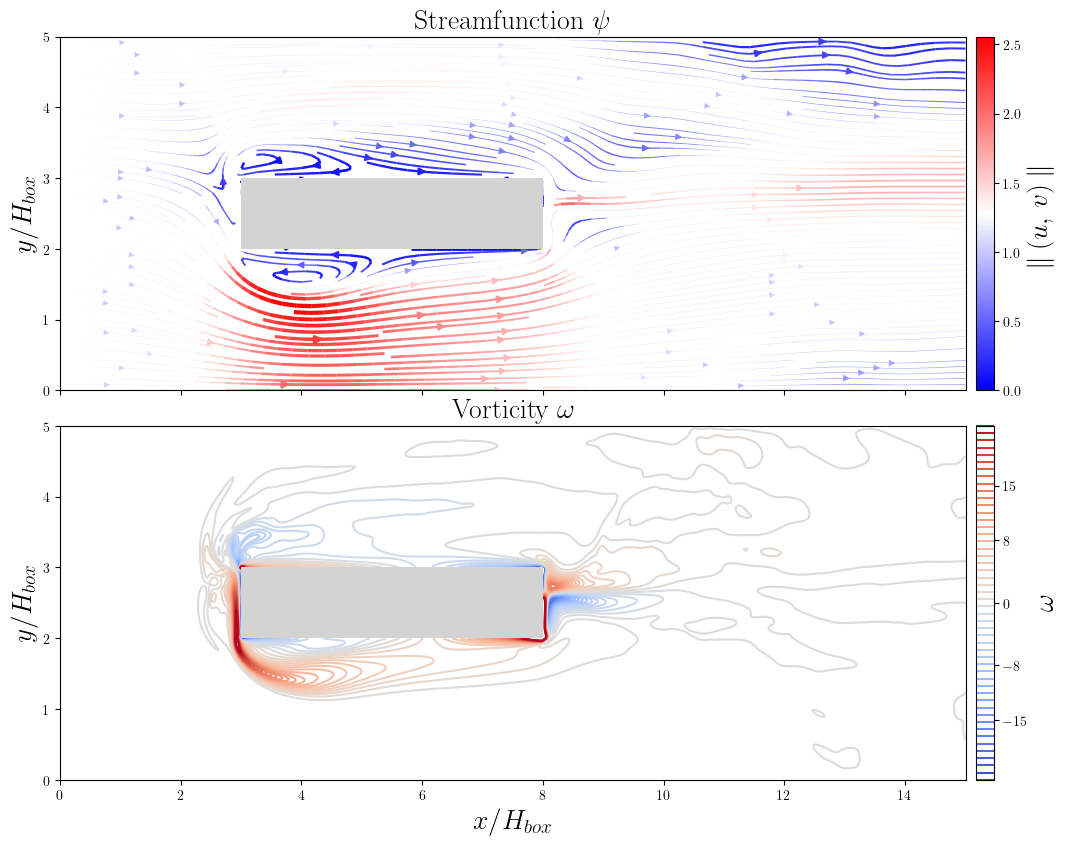 Streamfunction ψ
5
4
3
2
1
0
y/H_box
2.5
2.0
1.5
1.0
0.5
0.0
‖ (u, v) ‖
Vorticity ω
5
4
3
2
1
0
y/H_box
0 2 4 6 8 10 12 14
x/H_box
15
8
0
−8
−15
ω